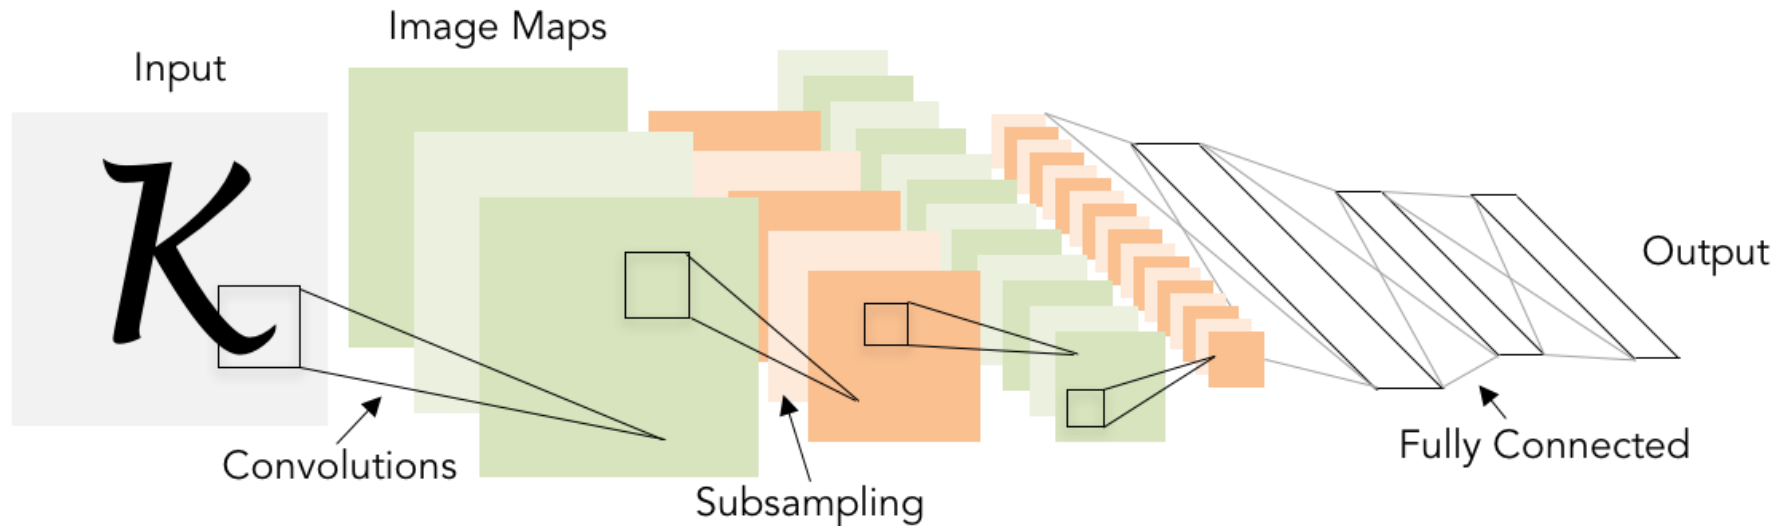 Input
Image Maps
K
Convolutions
Subsampling
Fully Connected
Output